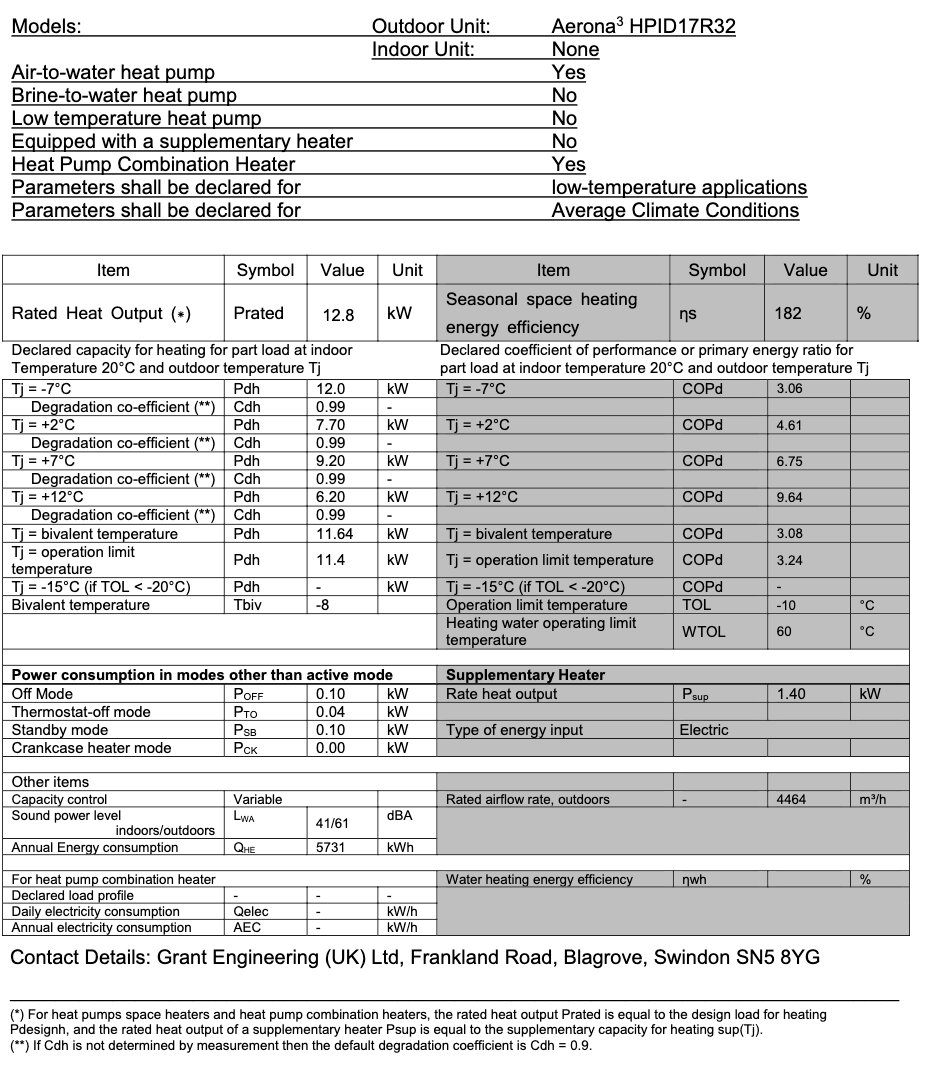 Models: Outdoor Unit: Aerona³ HPID17R32
Indoor Unit: None
Air-to-water heat pump Yes
Brine-to-water heat pump No
Low temperature heat pump No
Equipped with a supplementary heater No
Heat Pump Combination Heater Yes
Parameters shall be declared for low-temperature applications
Parameters shall be declared for Average Climate Conditions
Item Symbol Value Unit Item Symbol Value Unit
Rated Heat Output (*) Prated 12.8 kW Seasonal space heating energy efficiency ηs 182 %
Declared capacity for heating for part load at indoor Declared coefficient of performance or primary energy ratio for
Temperature 20°C and outdoor temperature Tj part load at indoor temperature 20°C and outdoor temperature Tj
Tj = -7°C Pdh 12.0 kW Tj = -7°C COPd 3.06
Degradation co-efficient (**) Cdh 0.99 -
Tj = +2°C Pdh 7.70 kW Tj = +2°C COPd 4.61
Degradation co-efficient (**) Cdh 0.99 -
Tj = +7°C Pdh 9.20 kW Tj = +7°C COPd 6.75
Degradation co-efficient (**) Cdh 0.99 -
Tj = +12°C Pdh 6.20 kW Tj = +12°C COPd 9.64
Degradation co-efficient (**) Cdh 0.99 -
Tj = bivalent temperature Pdh 11.64 kW Tj = bivalent temperature COPd 3.08
Tj = operation limit temperature Pdh 11.4 kW Tj = operation limit temperature COPd 3.24
Tj = -15°C (if TOL < -20°C) Pdh - kW Tj = -15°C (if TOL < -20°C) COPd -
Bivalent temperature Tbiv -8 Operation limit temperature TOL -10 °C
Heating water operating limit temperature WTOL 60 °C
Power consumption in modes other than active mode Supplementary Heater
Off Mode POFF 0.10 kW Rate heat output Psup 1.40 kW
Thermostat-off mode PTO 0.04 kW
Standby mode PSB 0.10 kW Type of energy input Electric
Crankcase heater mode PCK 0.00 kW
Other items
Capacity control Variable Rated airflow rate, outdoors - 4464 m³/h
Sound power level indoors/outdoors LWA 41/61 dBA
Annual Energy consumption QHE 5731 kWh
For heat pump combination heater Water heating energy efficiency ηwh %
Declared load profile - - -
Daily electricity consumption Qelec - kW/h
Annual electricity consumption AEC - kW/h
Contact Details: Grant Engineering (UK) Ltd, Frankland Road, Blagrove, Swindon SN5 8YG
(*) For heat pumps space heaters and heat pump combination heaters, the rated heat output Prated is equal to the design load for heating
Pdesignh, and the rated heat output of a supplementary heater Psup is equal to the supplementary capacity for heating sup(Tj).
(**) If Cdh is not determined by measurement then the default degradation coefficient is Cdh = 0.9.